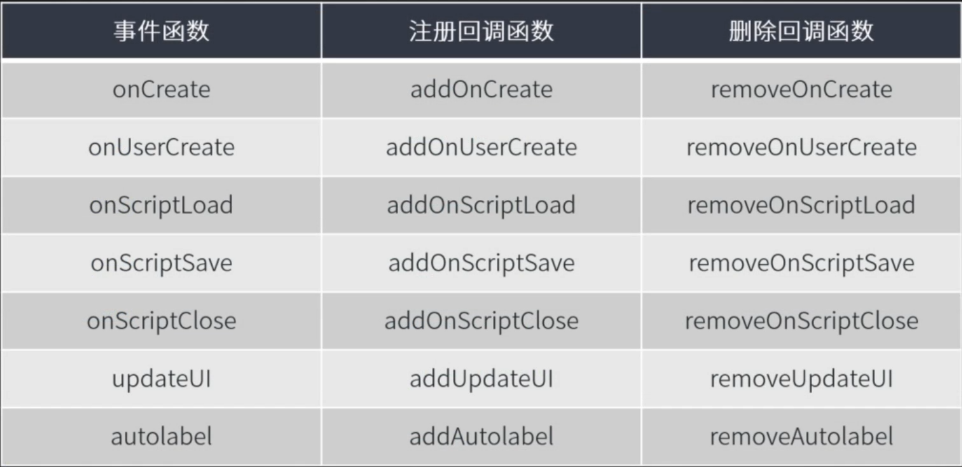 事件函数 注册回调函数 删除回调函数
onCreate addOnCreate removeOnCreate
onUserCreate addOnUserCreate removeOnUserCreate
onScriptLoad addOnScriptLoad removeOnScriptLoad
onScriptSave addOnScriptSave removeOnScriptSave
onScriptClose addOnScriptClose removeOnScriptClose
updateUI addUpdateUI removeUpdateUI
autolabel addAutolabel removeAutolabel